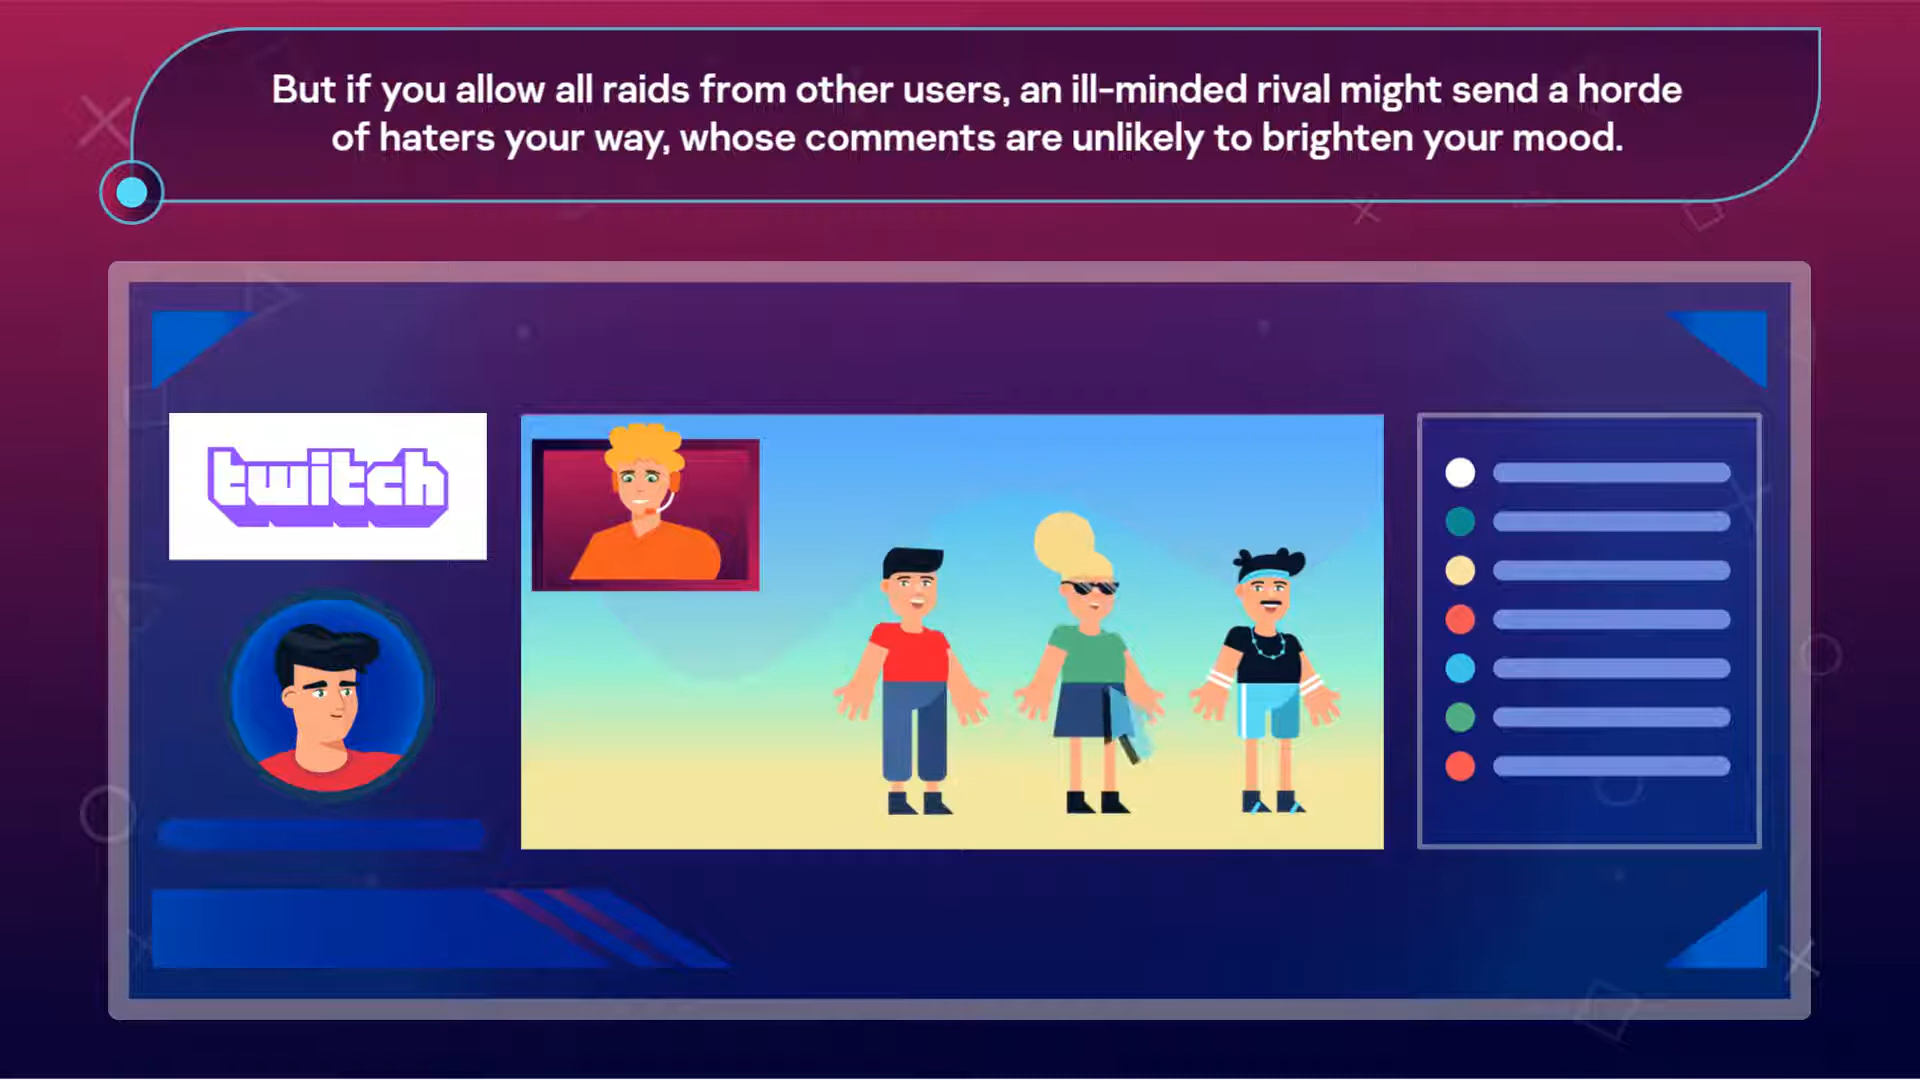 But if you allow all raids from other users, an ill-minded rival might send a horde
of haters your way, whose comments are unlikely to brighten your mood.
twitch